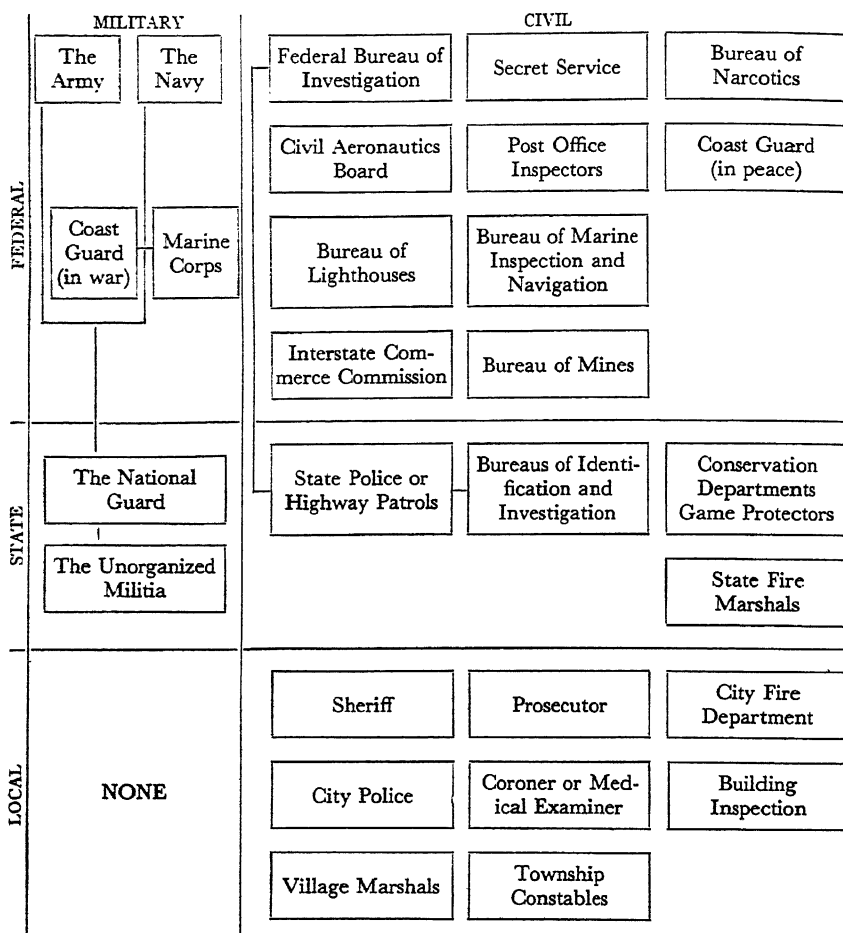 MILITARY
CIVIL
FEDERAL
The
Army
The
Navy
Coast
Guard
(in war)
Marine
Corps
Federal Bureau of
Investigation
Secret Service
Bureau of
Narcotics
Civil Aeronautics
Board
Post Office
Inspectors
Coast Guard
(in peace)
Bureau of
Lighthouses
Bureau of Marine
Inspection and
Navigation
Interstate Com-
merce Commission
Bureau of Mines
STATE
The National
Guard
The Unorganized
Militia
State Police or
Highway Patrols
Bureaus of Identi-
fication and
Investigation
Conservation
Departments
Game Protectors
State Fire
Marshals
LOCAL
NONE
Sheriff
Prosecutor
City Fire
Department
City Police
Coroner or Med-
ical Examiner
Building
Inspection
Village Marshals
Township
Constables